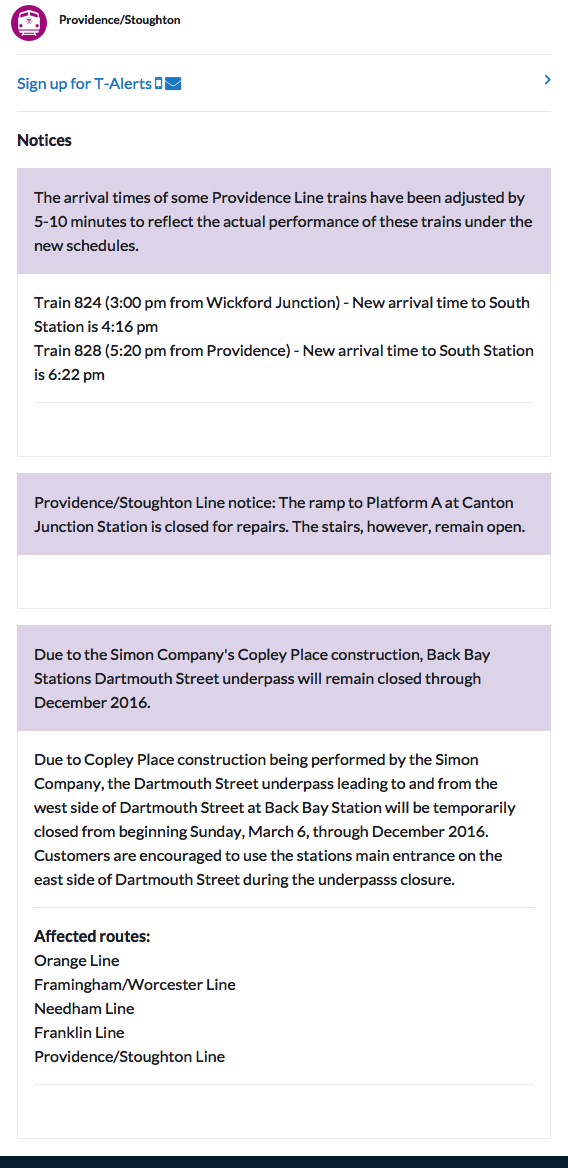 Providence/Stoughton
Sign up for T-Alerts
Notices
The arrival times of some Providence Line trains have been adjusted by
5-10 minutes to reflect the actual performance of these trains under the
new schedules.
Train 824 (3:00 pm from Wickford Junction) - New arrival time to South
Station is 4:16 pm
Train 828 (5:20 pm from Providence) - New arrival time to South Station
is 6:22 pm
Providence/Stoughton Line notice: The ramp to Platform A at Canton
Junction Station is closed for repairs. The stairs, however, remain open.
Due to the Simon Company's Copley Place construction, Back Bay
Stations Dartmouth Street underpass will remain closed through
December 2016.
Due to Copley Place construction being performed by the Simon
Company, the Dartmouth Street underpass leading to and from the
west side of Dartmouth Street at Back Bay Station will be temporarily
closed from beginning Sunday, March 6, through December 2016.
Customers are encouraged to use the stations main entrance on the
east side of Dartmouth Street during the underpasss closure.
Affected routes:
Orange Line
Framingham/Worcester Line
Needham Line
Franklin Line
Providence/Stoughton Line